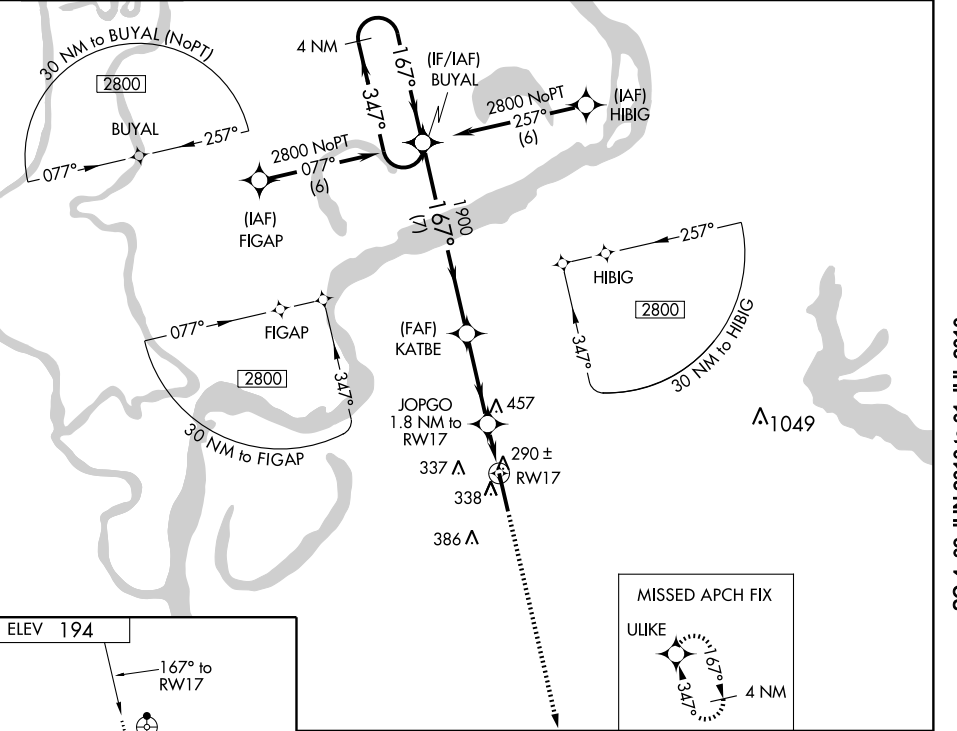 30 NM to BUYAL (NoPT)
2800
BUYAL
077°
257°
4 NM
167°
347°
(IF/IAF)
BUYAL
2800 NoPT
257°
(6)
(IAF)
HIBIG
2800 NoPT
077°
(6)
(IAF)
FIGAP
1900
167°
(7)
257°
HIBIG
2800
347°
30 NM to HIBIG
077°
FIGAP
2800
347°
30 NM to FIGAP
(FAF)
KATBE
JOPGO
1.8 NM to
RW17
457
1049
290 ±
RW17
337
338
386
MISSED APCH FIX
ULIKE
167°
347°
4 NM
ELEV 194
167° to
RW17